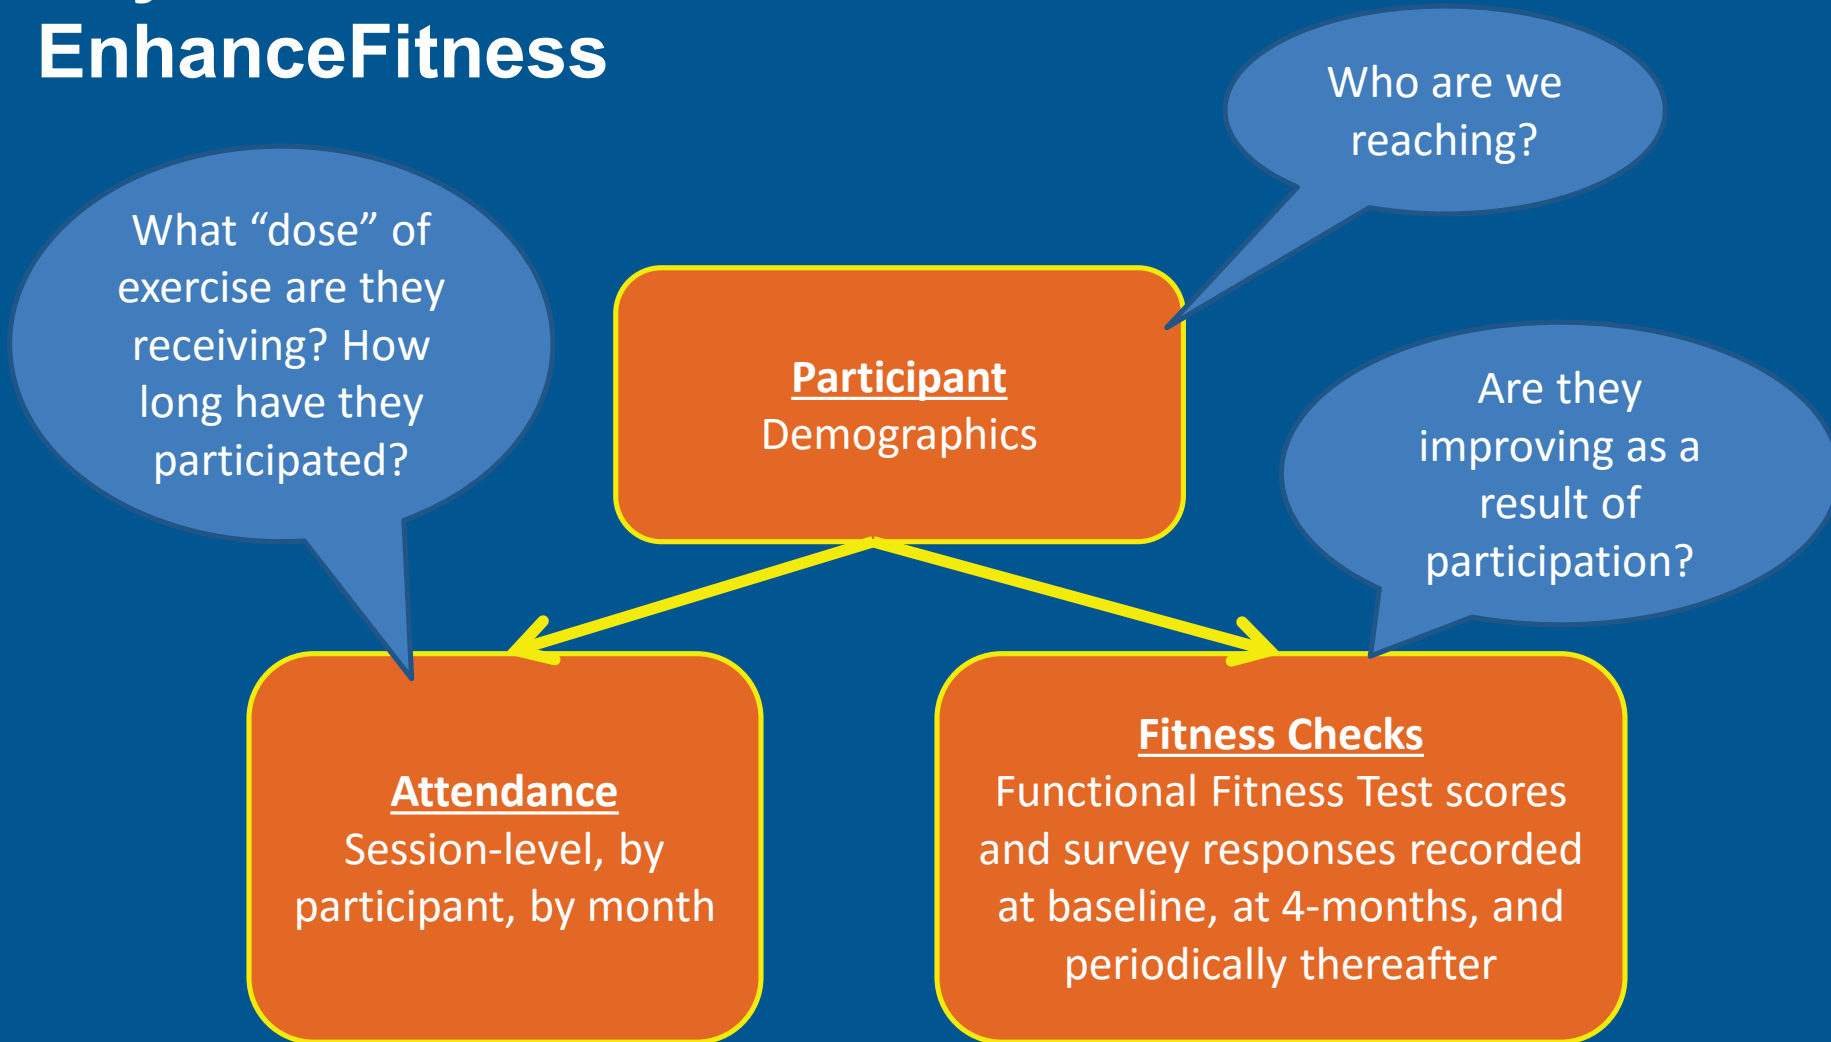 EnhanceFitness
Who are we
reaching?
What “dose” of
exercise are they
receiving? How
long have they
participated?
Participant
Demographics
Are they
improving as a
result of
participation?
Attendance
Session-level, by
participant, by month
Fitness Checks
Functional Fitness Test scores
and survey responses recorded
at baseline, at 4-months, and
periodically thereafter